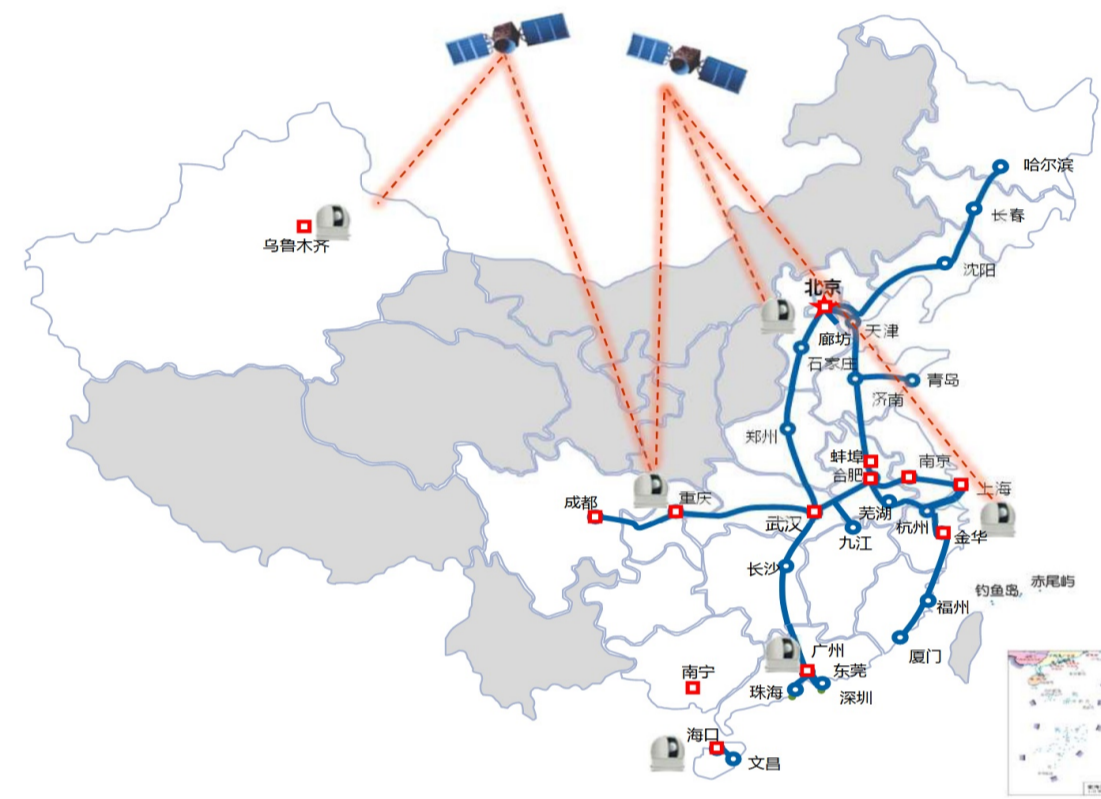 哈尔滨
长春
乌鲁木齐
沈阳
北京
天津
廊坊
石家庄
青岛
济南
郑州
蚌埠
南京
合肥
上海
成都
重庆
芜湖
武汉
杭州
金华
九江
长沙
赤尾屿
钓鱼岛
福州
广州
厦门
南宁
东莞
珠海
深圳
海口
文昌